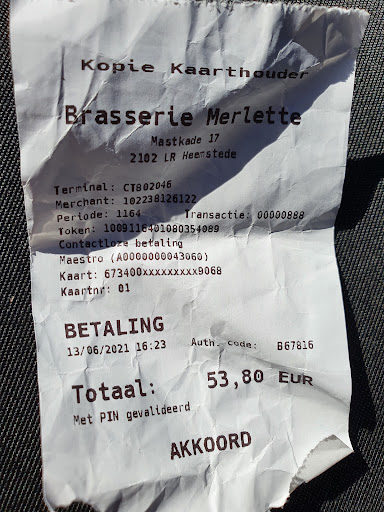 Kopie Kaarthouder
Brasserie Merlette
Mastkade 17
2102 LR Heemstede
Terminal: CT802046
Merchant: 102238126122
Periode: 1164 Transactie: 00000888
Token: 1009116401080354089
Contactloze betaling
Maestro (A0000000043060)
Kaart: 673400xxxxxxxxx9068
Kaartnr: 01
BETALING
13/06/2021 16:23 Auth. code: B67816
Totaal: 53,80 EUR
Met PIN gevalideerd
AKKOORD